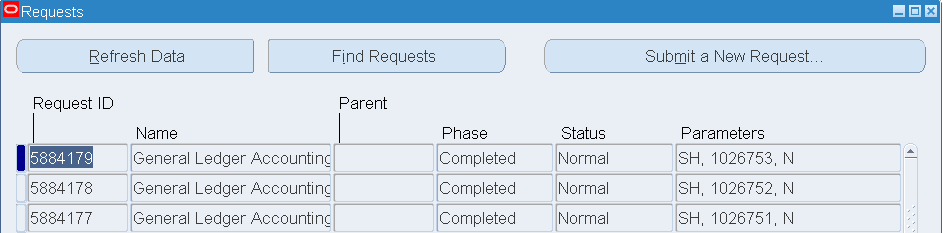 Requests
Refresh Data Find Requests Submit a New Request...
Request ID Parent
Name Phase Status Parameters
5884179 General Ledger Accounting Completed Normal SH, 1026753, N
5884178 General Ledger Accounting Completed Normal SH, 1026752, N
5884177 General Ledger Accounting Completed Normal SH, 1026751, N